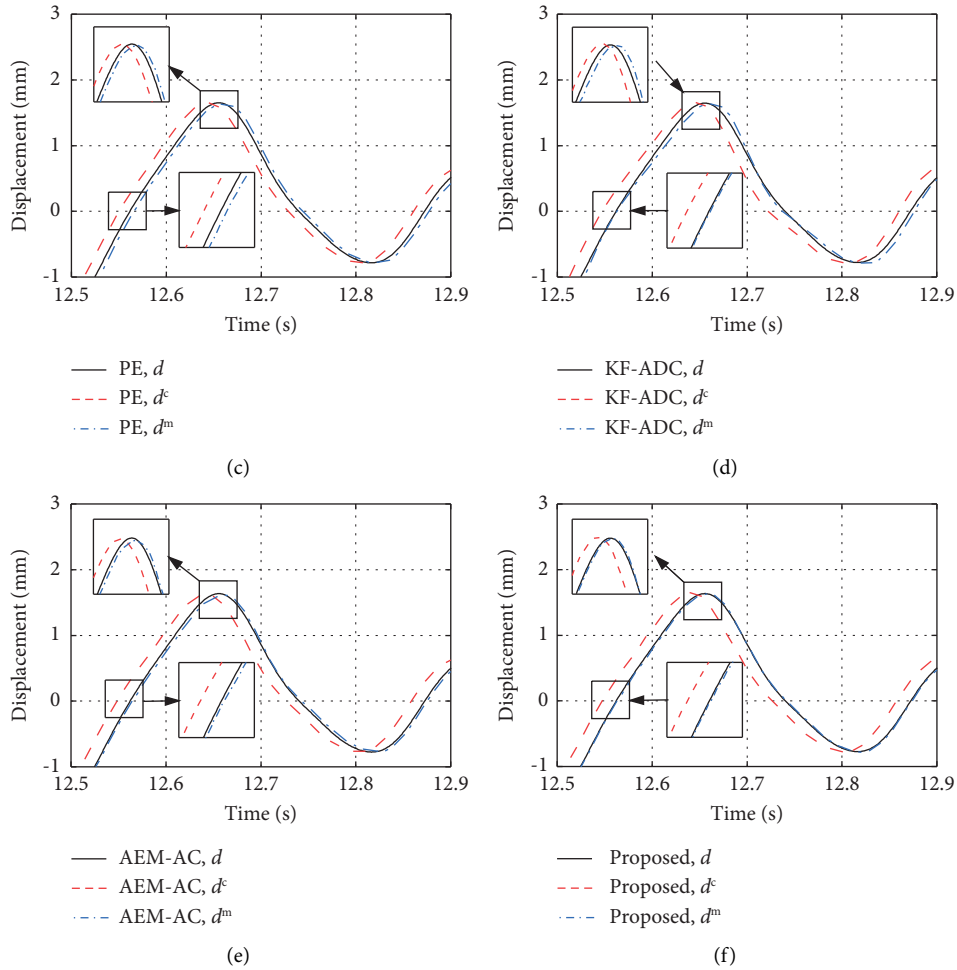 3
2
1
0
-1
Displacement (mm)
12.5 12.6 12.7 12.8 12.9
Time (s)
PE, d
PE, dᶜ
PE, dᵐ
(c)
3
2
1
0
-1
Displacement (mm)
12.5 12.6 12.7 12.8 12.9
Time (s)
KF-ADC, d
KF-ADC, dᶜ
KF-ADC, dᵐ
(d)
3
2
1
0
-1
Displacement (mm)
12.5 12.6 12.7 12.8 12.9
Time (s)
AEM-AC, d
AEM-AC, dᶜ
AEM-AC, dᵐ
(e)
3
2
1
0
-1
Displacement (mm)
12.5 12.6 12.7 12.8 12.9
Time (s)
Proposed, d
Proposed, dᶜ
Proposed, dᵐ
(f)